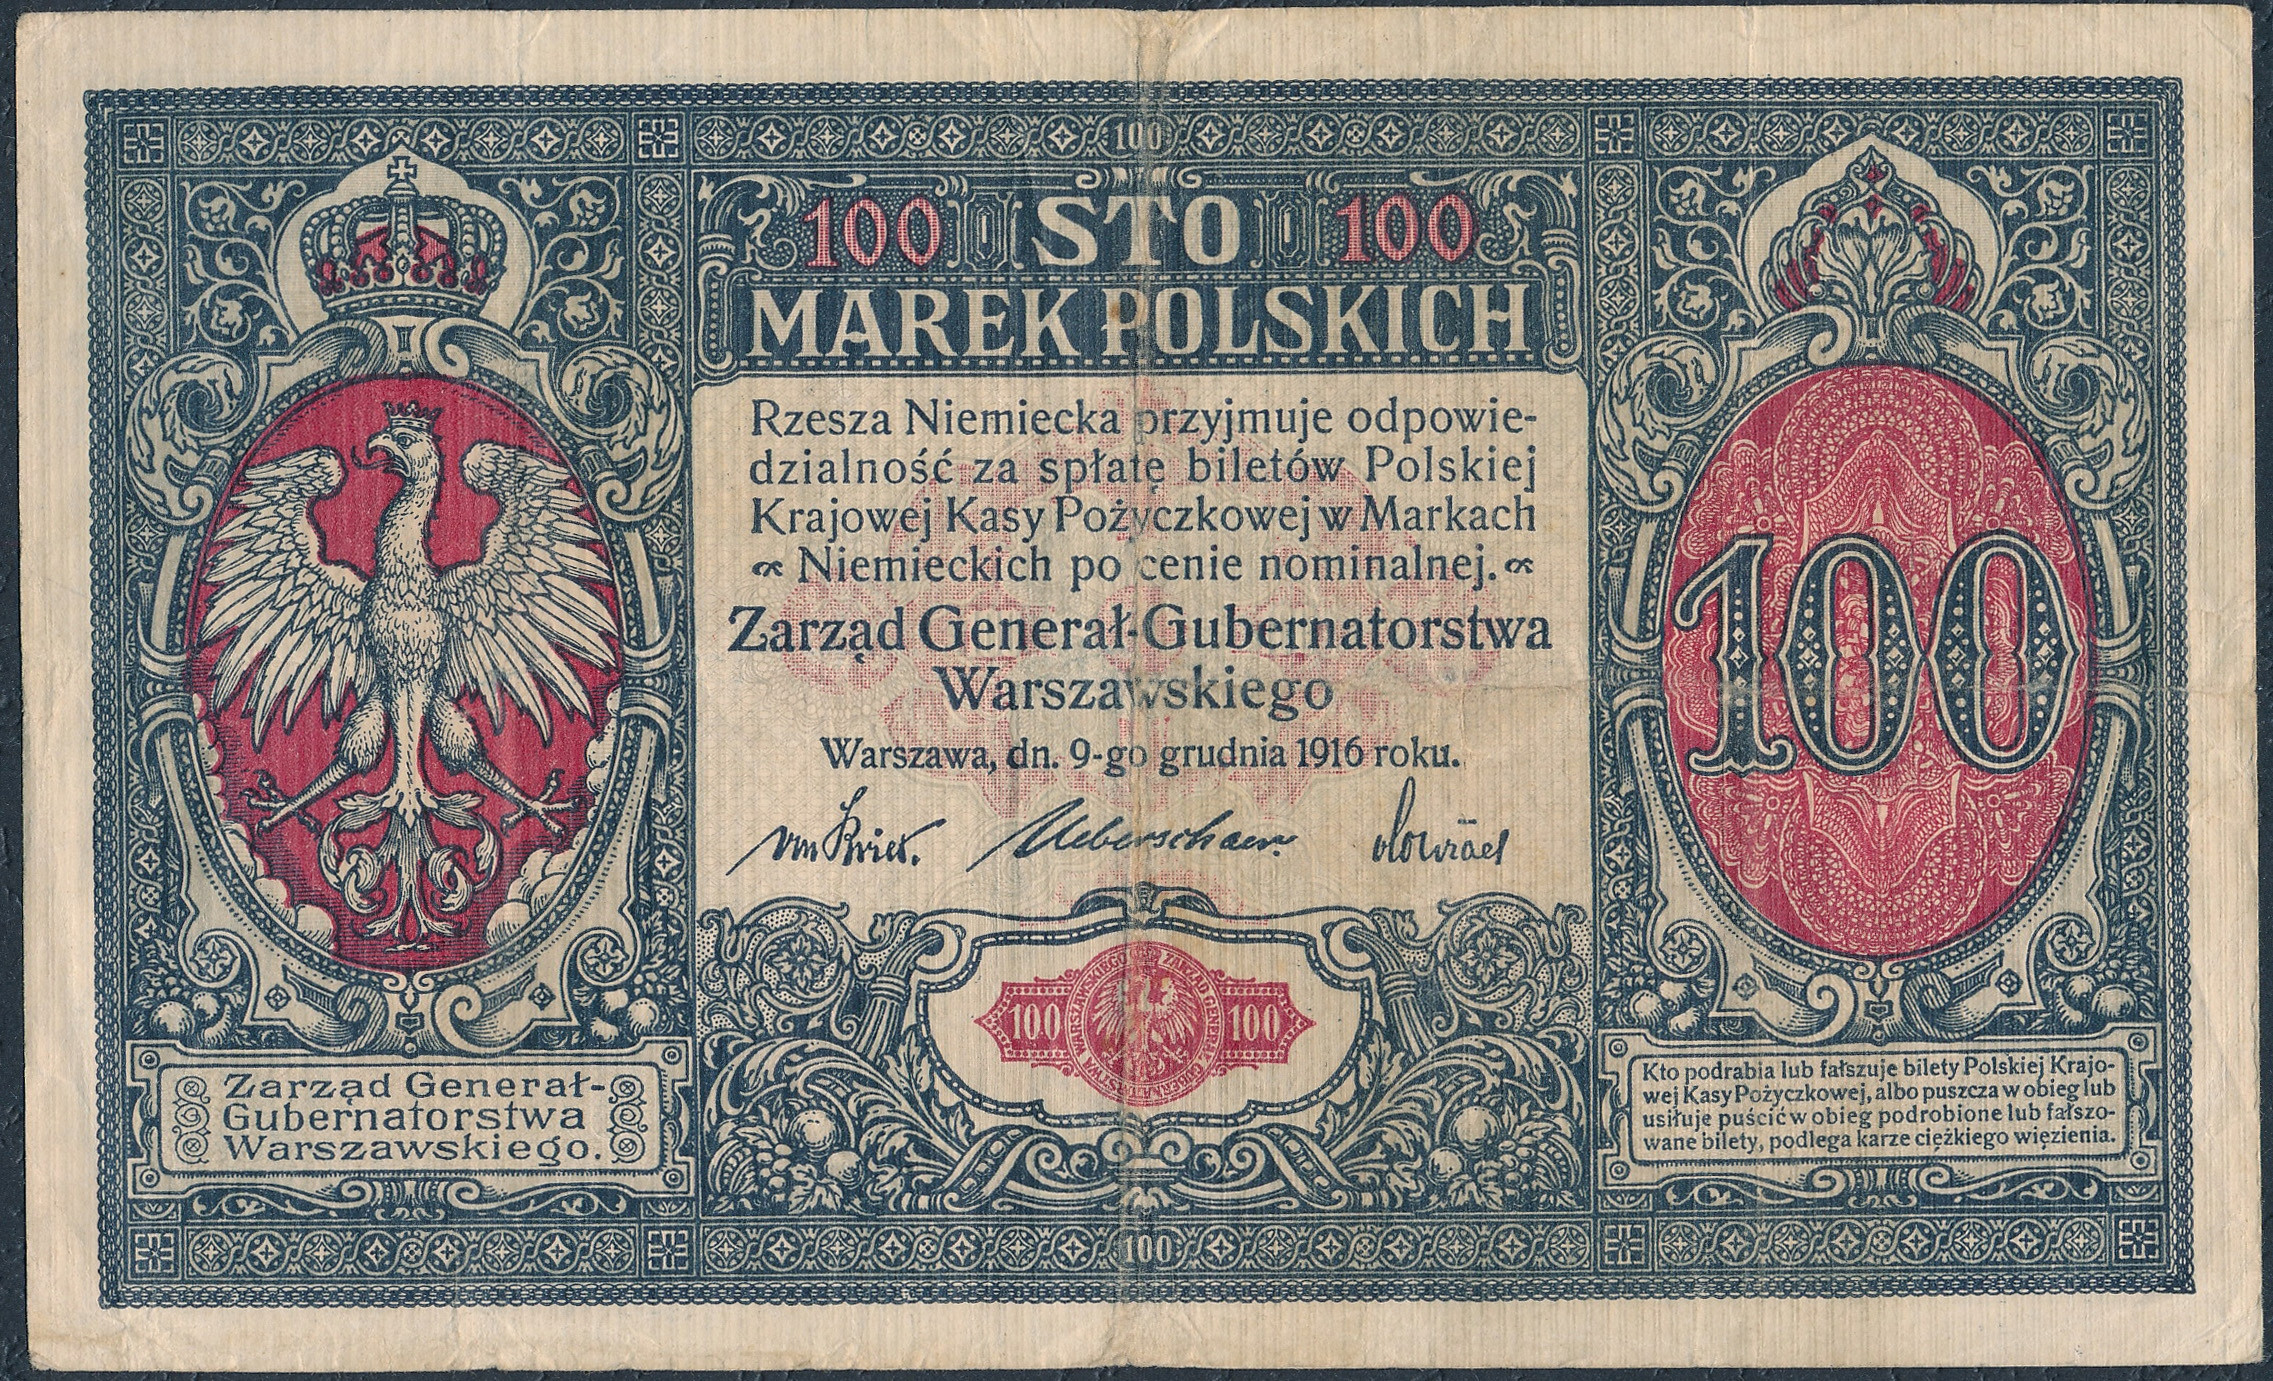 100
100 STO 100
MAREK POLSKICH
Rzesza Niemiecka przyjmuje odpowie-
dzialność za spłatę biletów Polskiej
Krajowej Kasy Pożyczkowej w Markach
Niemieckich po cenie nominalnej.
Zarząd Generał-Gubernatorstwa
Warszawskiego
Warszawa, dn. 9-go grudnia 1916 roku.
von Kries.
Ueberschaer.
100
100 100
Zarząd Generał-
Gubernatorstwa
Warszawskiego.
Kto podrabia lub fałszuje bilety Polskiej Krajo-
wej Kasy Pożyczkowej, albo puszcza w obieg lub
usiłuje puścić w obieg podrobione lub fałszo-
wane bilety, podlega karze ciężkiego więzienia.
100